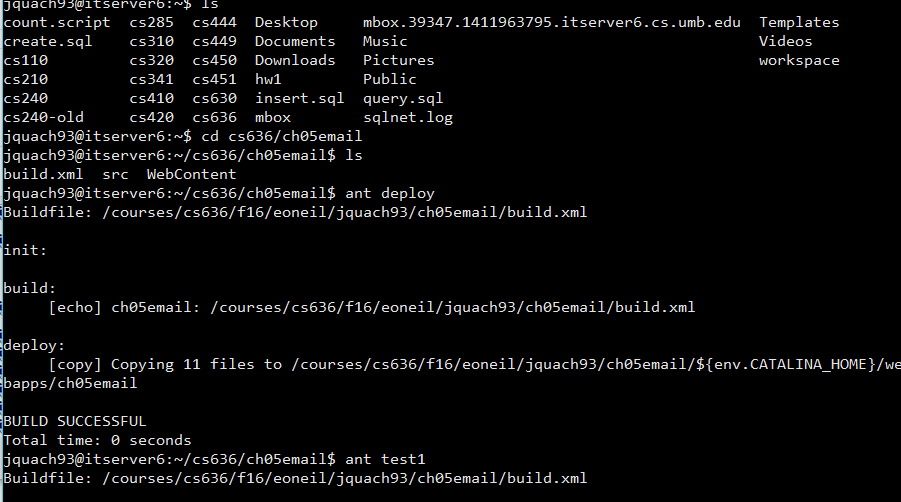 jquach93@itserver6:~$ ls
count.script  cs285  cs444  Desktop     mbox.39347.1411963795.itserver6.cs.umb.edu  Templates
create.sql    cs310  cs449  Documents   Music                                       Videos
cs110         cs320  cs450  Downloads   Pictures                                    workspace
cs210         cs341  cs451  hw1         Public
cs240         cs410  cs630  insert.sql  query.sql
cs240-old     cs420  cs636  mbox        sqlnet.log
jquach93@itserver6:~$ cd cs636/ch05email
jquach93@itserver6:~/cs636/ch05email$ ls
build.xml  src  WebContent
jquach93@itserver6:~/cs636/ch05email$ ant deploy
Buildfile: /courses/cs636/f16/eoneil/jquach93/ch05email/build.xml
init:
build:
     [echo] ch05email: /courses/cs636/f16/eoneil/jquach93/ch05email/build.xml
deploy:
     [copy] Copying 11 files to /courses/cs636/f16/eoneil/jquach93/ch05email/${env.CATALINA_HOME}/we
bapps/ch05email
BUILD SUCCESSFUL
Total time: 0 seconds
jquach93@itserver6:~/cs636/ch05email$ ant test1
Buildfile: /courses/cs636/f16/eoneil/jquach93/ch05email/build.xml